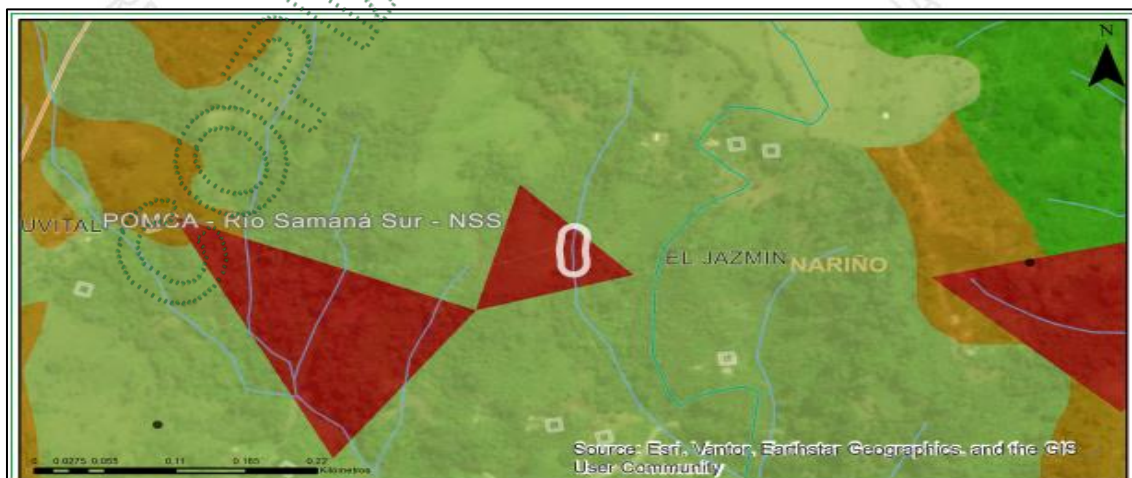 N
UVITAL
POMCA - Río Samaná Sur - NSS
EL JAZMIN
NARIÑO
0 0.0275 0.055 0.11 0.165 0.22
Kilometros
Source: Esri, Vantor, Earthstar Geographics, and the GIS
User Community